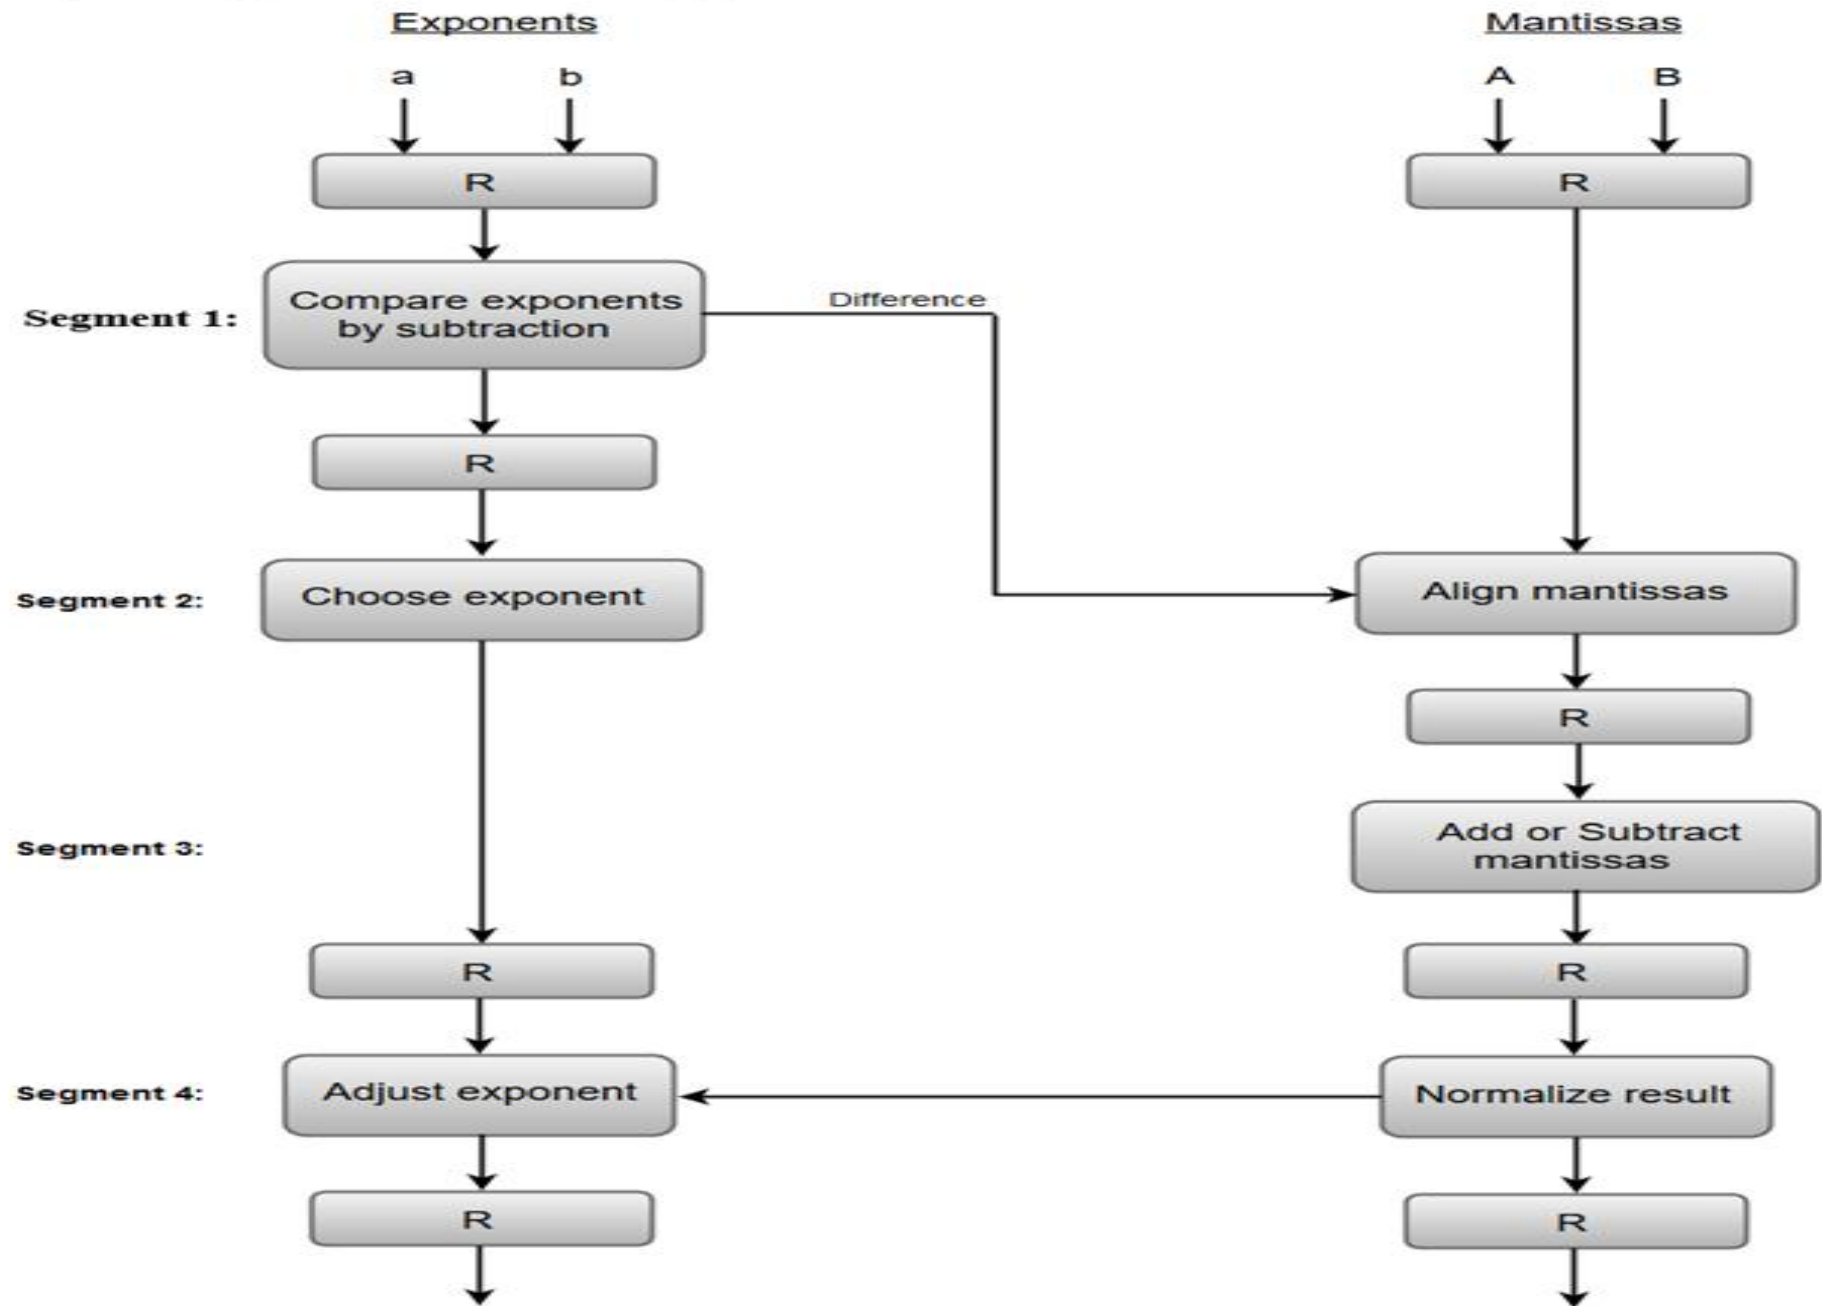 Exponents
Mantissas
a b
A B
R
R
Segment 1:
Compare exponents
by subtraction
Difference
R
Segment 2:
Choose exponent
Align mantissas
R
Segment 3:
Add or Subtract
mantissas
R
R
Segment 4:
Adjust exponent
Normalize result
R
R